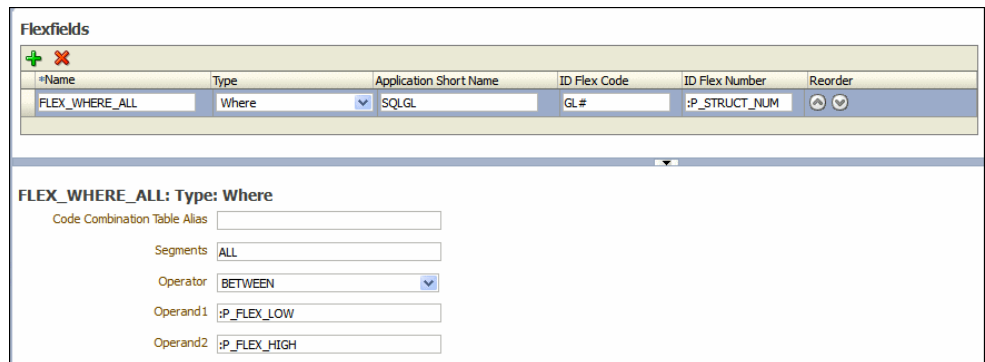 Flexfields
*Name Type Application Short Name ID Flex Code ID Flex Number Reorder
FLEX_WHERE_ALL Where SQLGL GL# :P_STRUCT_NUM
FLEX_WHERE_ALL: Type: Where
Code Combination Table Alias
Segments ALL
Operator BETWEEN
Operand1 :P_FLEX_LOW
Operand2 :P_FLEX_HIGH